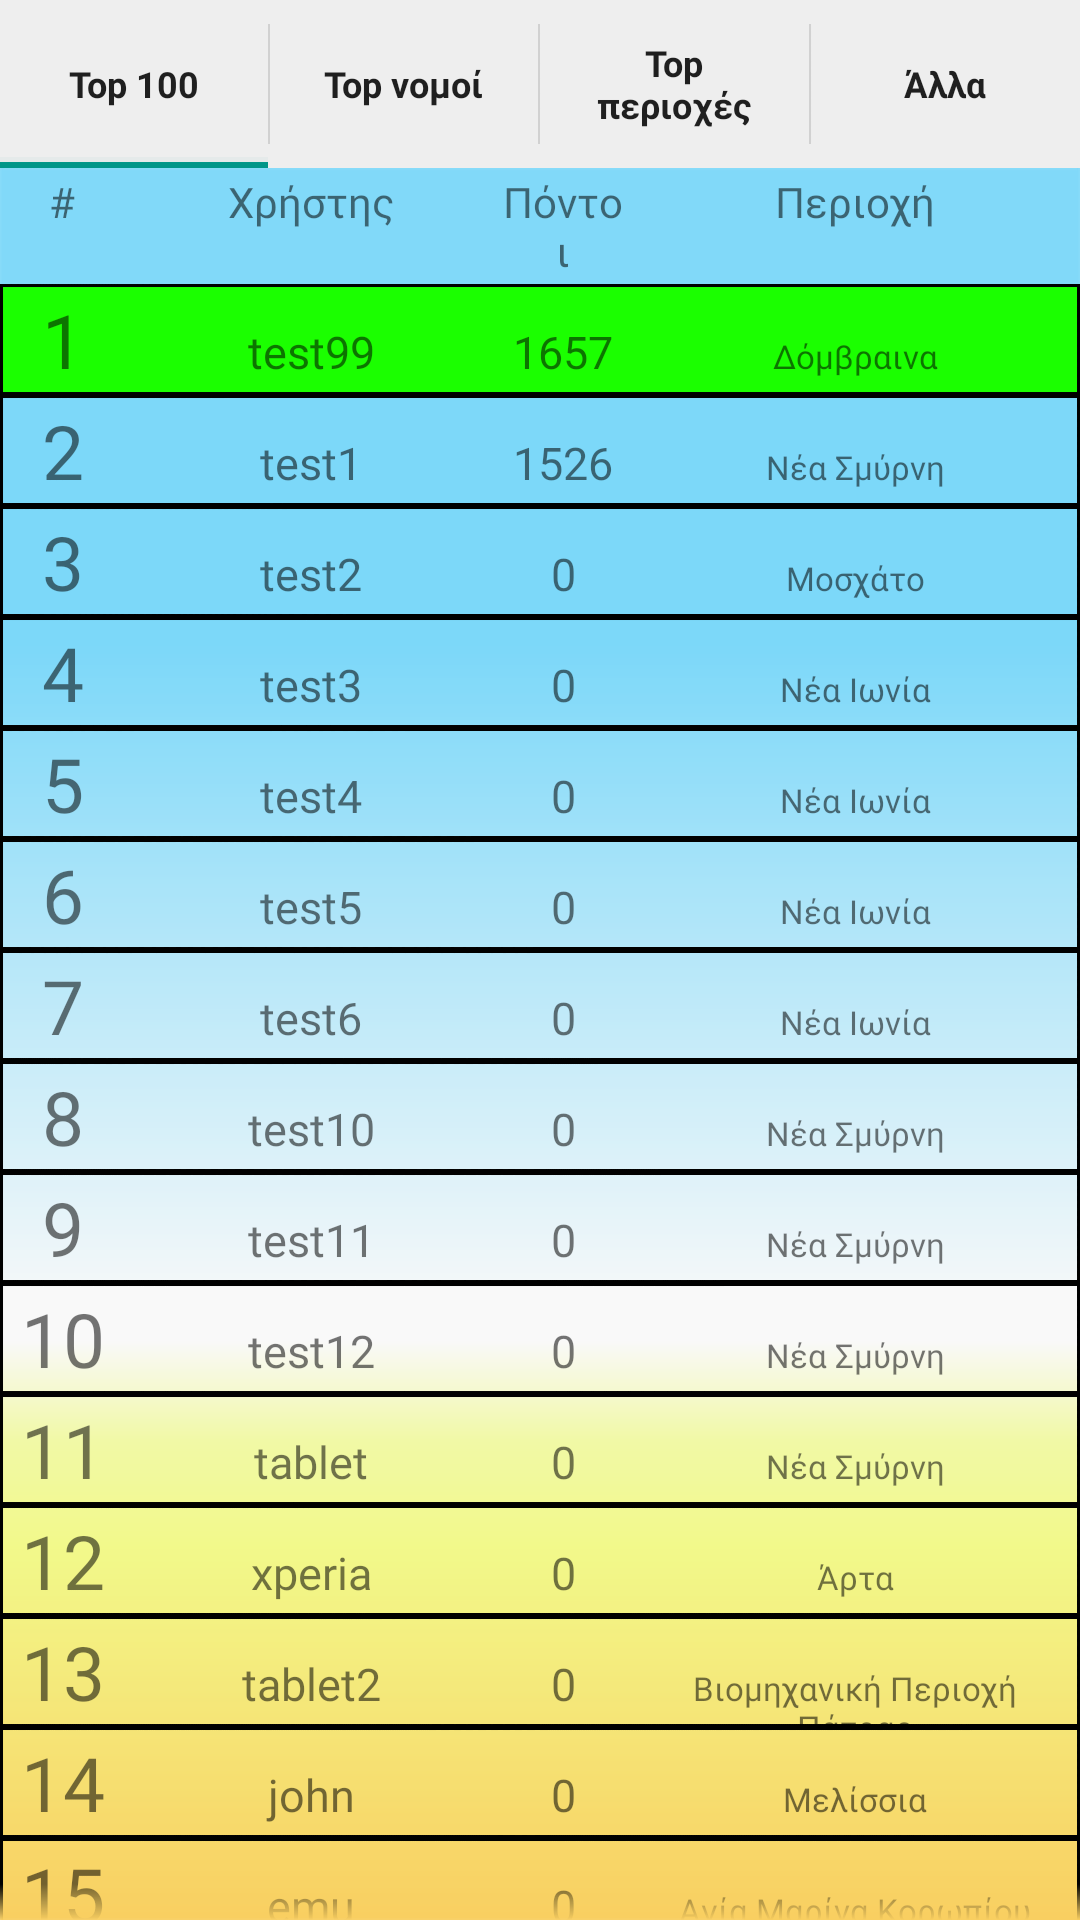 Top 100
Top νομοί
Top
περιοχές
Άλλα
# Χρήστης Πόντο Περιοχή
ι
1 test99 1657 Δόμβραινα
2 test1 1526 Νέα Σμύρνη
3 test2 0 Μοσχάτο
4 test3 0 Νέα Ιωνία
5 test4 0 Νέα Ιωνία
6 test5 0 Νέα Ιωνία
7 test6 0 Νέα Ιωνία
8 test10 0 Νέα Σμύρνη
9 test11 0 Νέα Σμύρνη
10 test12 0 Νέα Σμύρνη
11 tablet 0 Νέα Σμύρνη
12 xperia 0 Άρτα
13 tablet2 0 Βιομηχανική Περιοχή
14 john 0 Μελίσσια
15 emu 0 Αγία Μαρίνα Κορωπίου